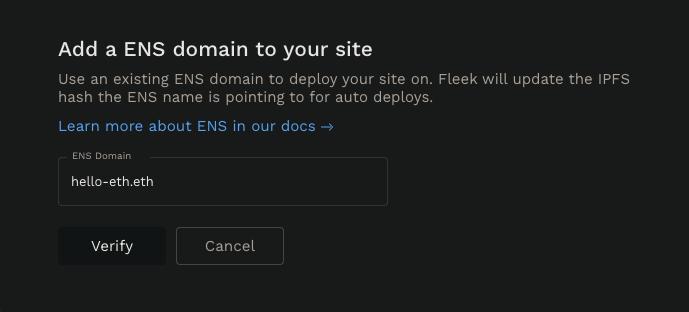 Add a ENS domain to your site
Use an existing ENS domain to deploy your site on. Fleek will update the IPFS
hash the ENS name is pointing to for auto deploys.
Learn more about ENS in our docs →
ENS Domain
hello-eth.eth
Verify
Cancel